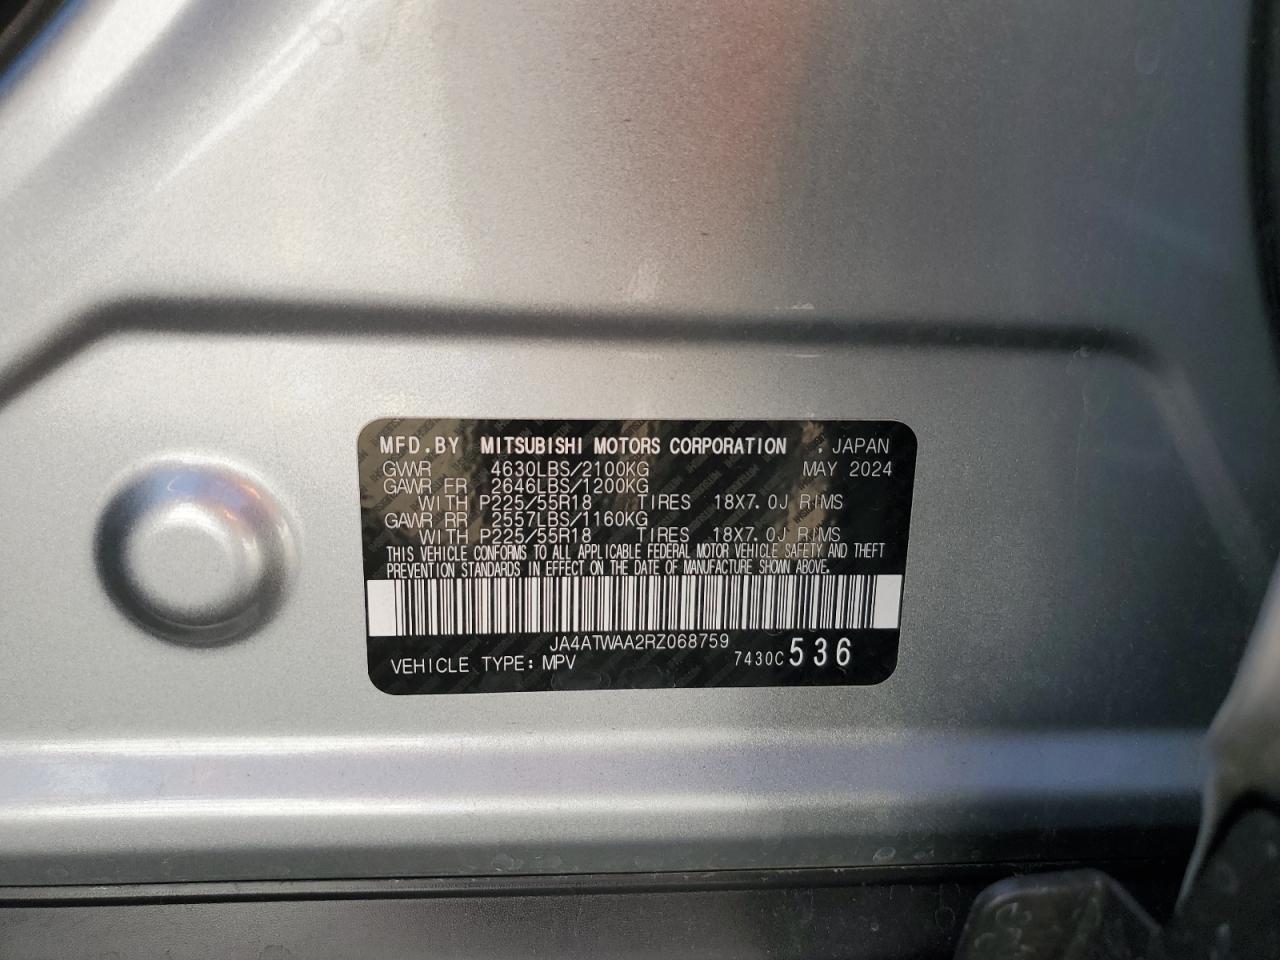 MFD.BY MITSUBISHI MOTORS CORPORATION , JAPAN
GVWR 4630LBS/2100KG MAY 2024
GAWR FR 2646LBS/1200KG
WITH P225/55R18 TIRES 18X7.0J RIMS
GAWR RR 2557LBS/1160KG
WITH P225/55R18 TIRES 18X7.0J RIMS
THIS VEHICLE CONFORMS TO ALL APPLICABLE FEDERAL MOTOR VEHICLE SAFETY AND THEFT
PREVENTION STANDARDS IN EFFECT ON THE DATE OF MANUFACTURE SHOWN ABOVE.
JA4ATWAA2RZ068759
VEHICLE TYPE: MPV 7430C 536